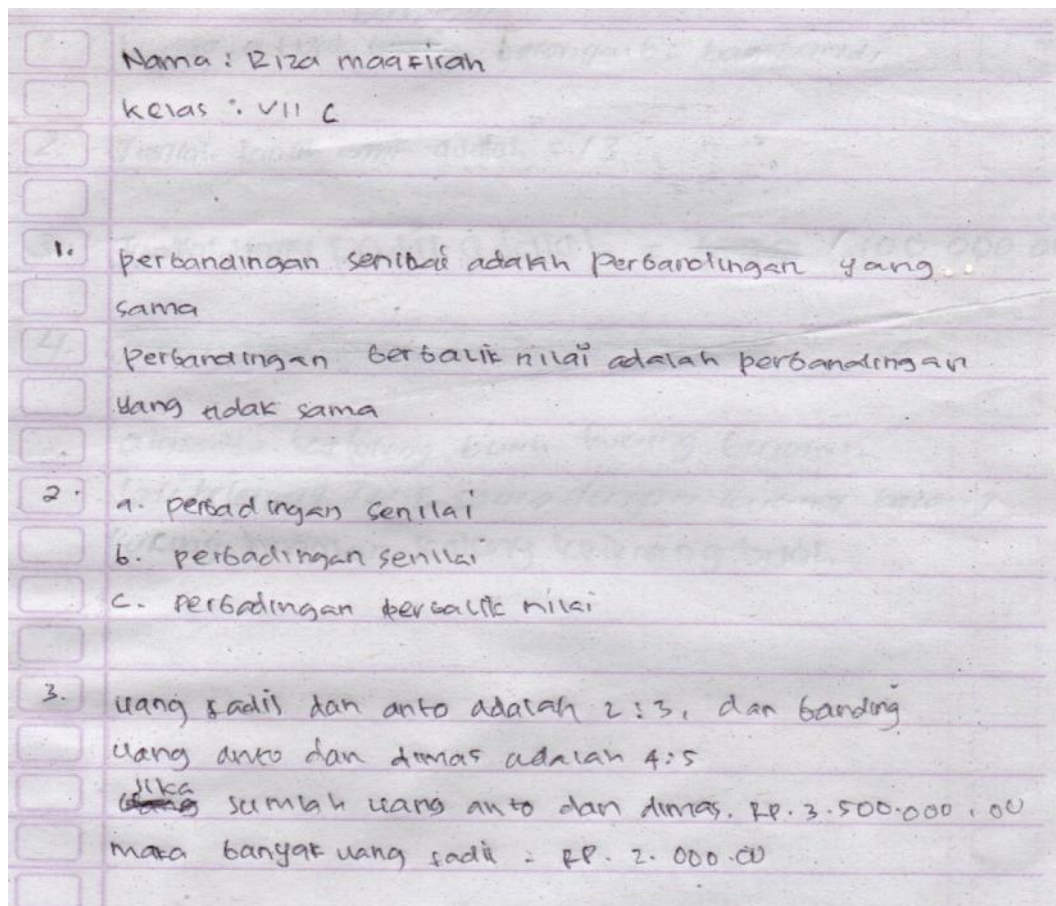 Nama : Riza magfirah
Kelas : VII C
1. perbandingan senilai adalah perbandingan yang
sama
Perbandingan berbalik nilai adalah perbandingan
yang tidak sama
2. a. perbadingan senilai
b. perbadingan senilai
c. perbadingan berbalik nilai
3. uang fadil dan anto adalah 2:3, dan banding
uang anto dan dimas adalah 4:5
Jika jumlah uang anto dan dimas. RP. 3.500.000,00
maka banyak uang fadil = RP. 2.000.00